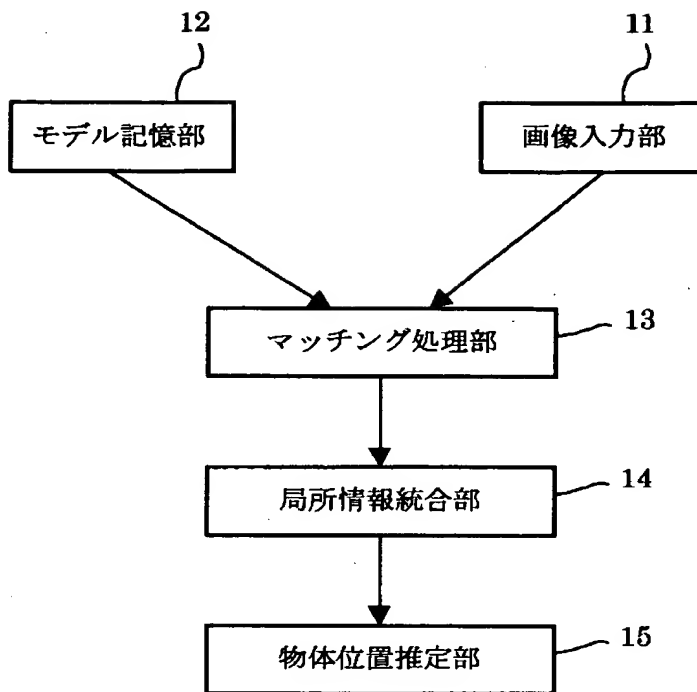 12
11
モデル記憶部
画像入力部
マッチング処理部
13
局所情報統合部
14
物体位置推定部
15